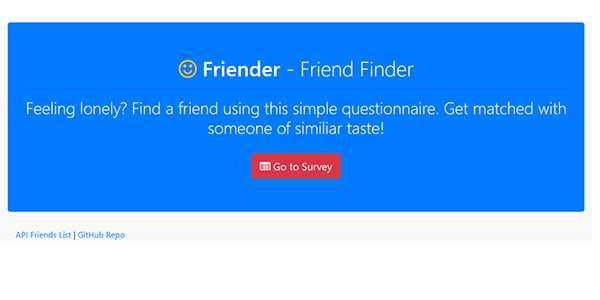 Friender - Friend Finder
Feeling lonely? Find a friend using this simple questionnaire. Get matched with
someone of similiar taste!
Go to Survey
API Friends List | GitHub Repo